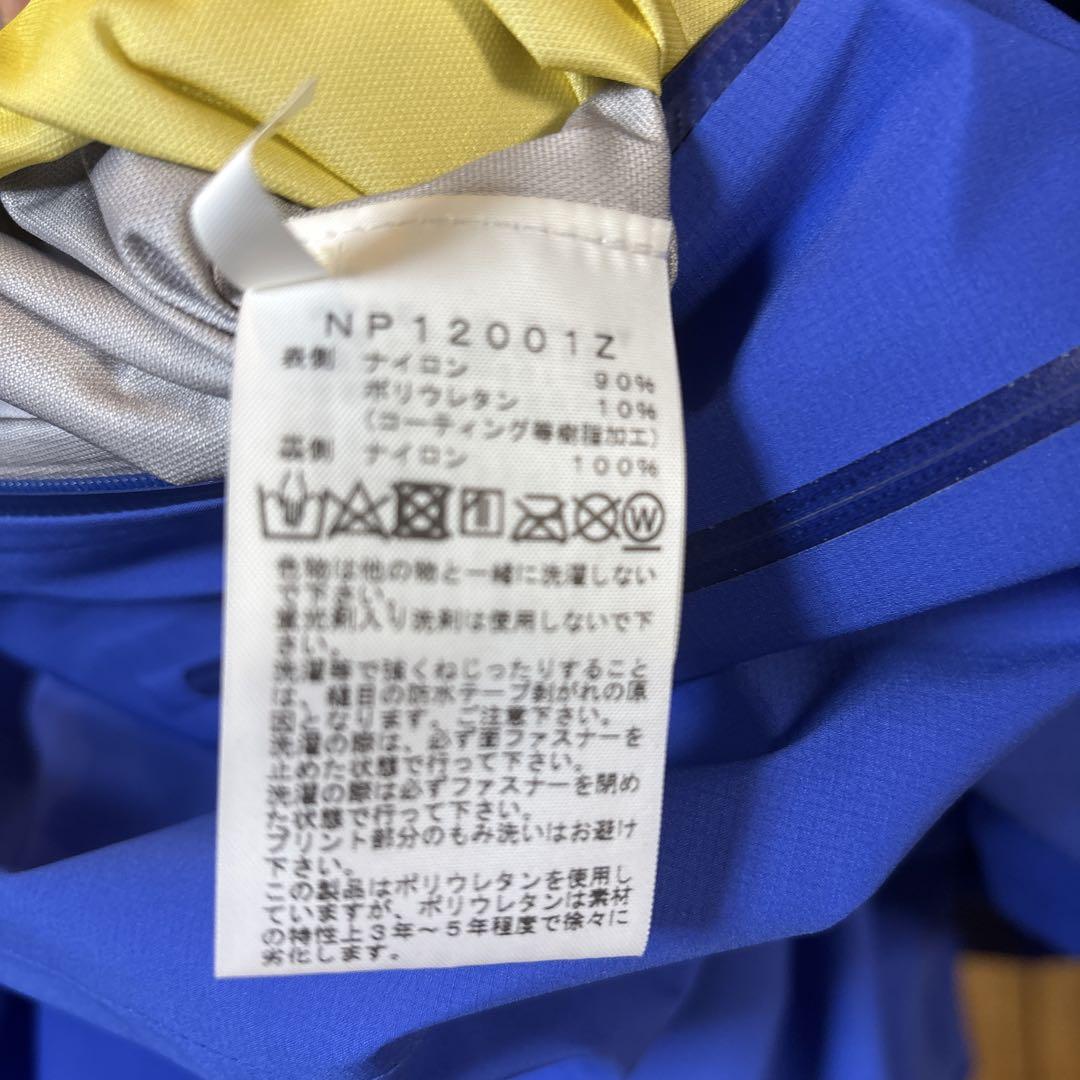 NP12001Z
表側 ナイロン 90%
ポリウレタン 10%
(コーティング等樹脂加工)
裏側 ナイロン 100%
W
色物は他の物と一緒に洗濯しない
で下さい。
蛍光剤入り洗剤は使用しないで下
さい。
洗濯等で強くねじったりすること
は、縫目の防水テープ剥がれの原
因となります。ご注意下さい。
洗濯の際は、必ず面ファスナーを
止めた状態で行って下さい。
洗濯の際は必ずファスナーを閉め
た状態で行って下さい。
プリント部分のもみ洗いはお避け
下さい。
この製品はポリウレタンを使用し
ていますが、ポリウレタンは素材
の特性上3年~5年程度で徐々に
劣化します。